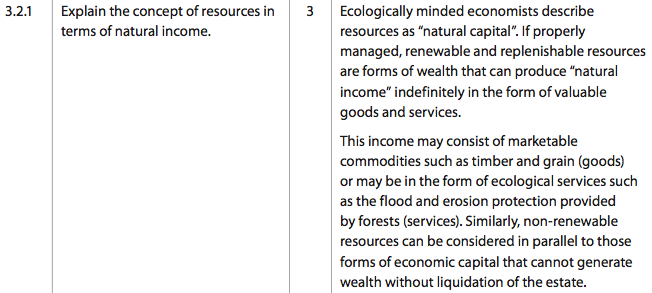 3.2.1
Explain the concept of resources in
terms of natural income.
3
Ecologically minded economists describe
resources as “natural capital”. If properly
managed, renewable and replenishable resources
are forms of wealth that can produce “natural
income” indefinitely in the form of valuable
goods and services.
This income may consist of marketable
commodities such as timber and grain (goods)
or may be in the form of ecological services such
as the flood and erosion protection provided
by forests (services). Similarly, non-renewable
resources can be considered in parallel to those
forms of economic capital that cannot generate
wealth without liquidation of the estate.